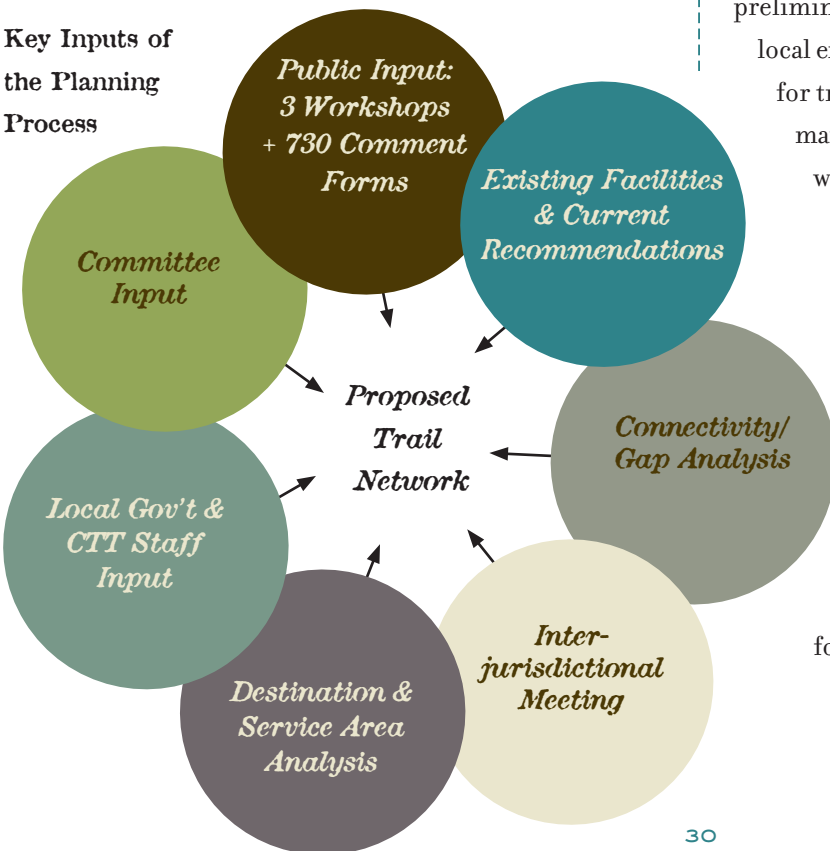 Key Inputs of
the Planning
Process
Public Input:
3 Workshops
+ 730 Comment
Forms
Existing Facilities
& Current
Recommendations
Committee
Input
Proposed
Trail
Network
Connectivity/
Gap Analysis
Local Gov't &
CTT Staff
Input
Inter-
jurisdictional
Meeting
Destination &
Service Area
Analysis
local
for
30